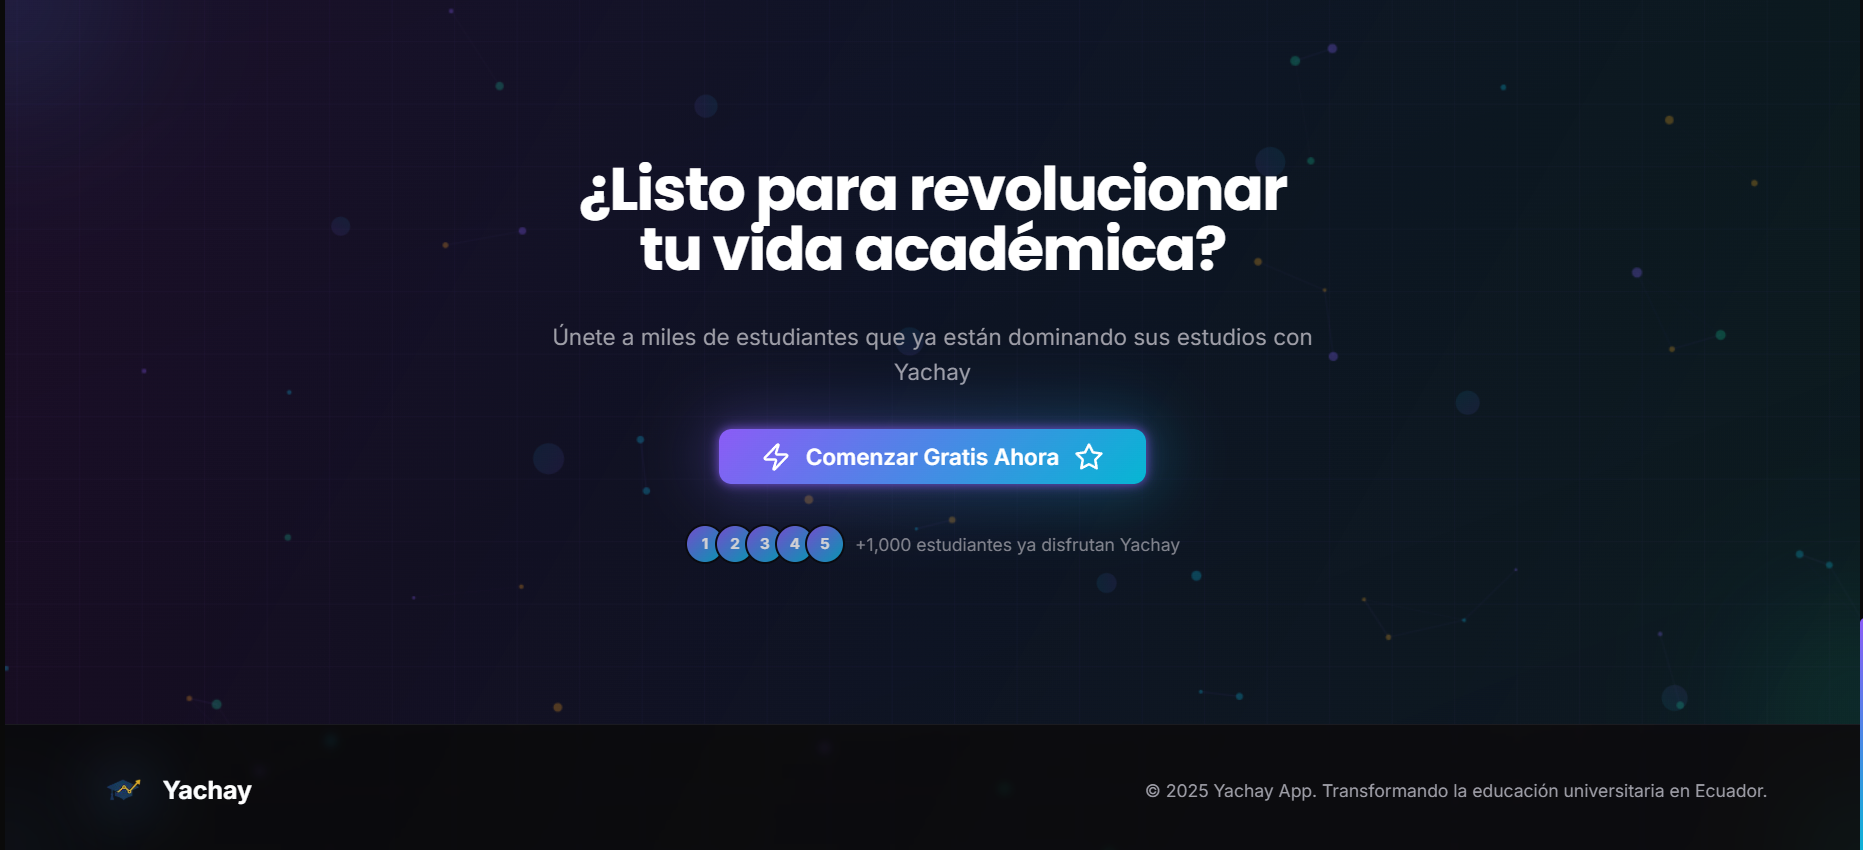 ¿Listo para revolucionar
tu vida académica?
Únete a miles de estudiantes que ya están dominando sus estudios con
Yachay
Comenzar Gratis Ahora
1 2 3 4 5 +1,000 estudiantes ya disfrutan Yachay
Yachay © 2025 Yachay App. Transformando la educación universitaria en Ecuador.